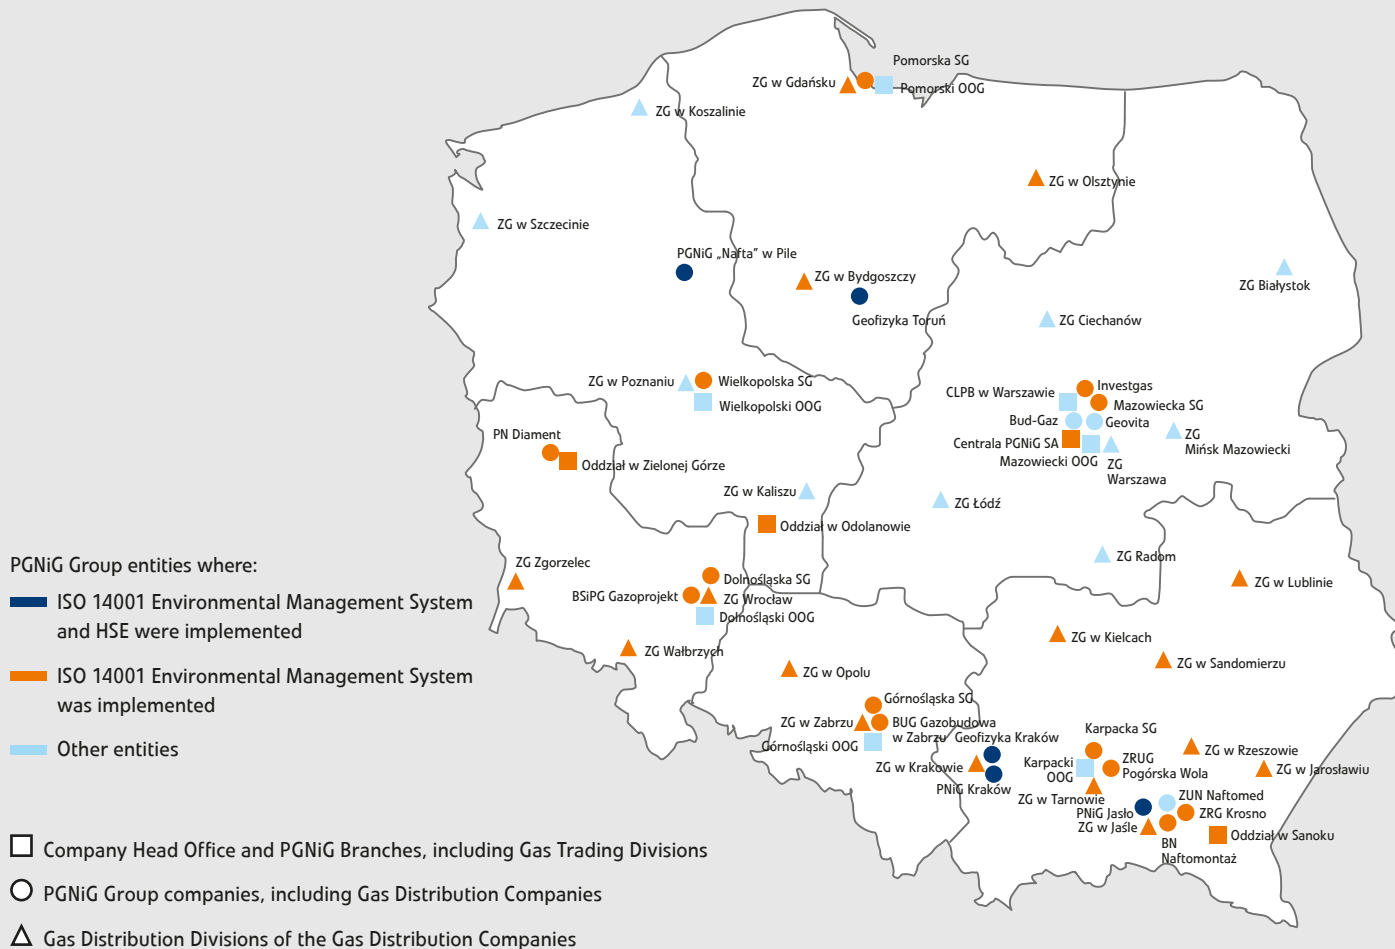 Pomorska SG
ZG w Gdańsku
Pomorski OOG
ZG w Koszalinie
ZG w Olsztynie
ZG w Szczecinie
PGNiG „Nafta” w Pile
ZG w Bydgoszczy
ZG Białystok
Geofizyka Toruń
ZG Ciechanów
ZG w Poznaniu
Wielkopolska SG
Wielkopolski OOG
CLPB w Warszawie
Investgas
Mazowiecka SG
Bud-Gaz
Geovita
Centrala PGNiG SA
Mazowiecki OOG
ZG
Warszawa
ZG
Mińsk Mazowiecki
PN Diament
Oddział w Zielonej Górze
ZG w Kaliszu
ZG Łódź
Oddział w Odolanowie
ZG Radom
ZG Zgorzelec
Dolnośląska SG
BSiPG Gazoprojekt
ZG Wrocław
Dolnośląski OOG
ZG w Lublinie
ZG Wałbrzych
ZG w Kielcach
ZG w Sandomierzu
ZG w Opolu
Górnośląska SG
ZG w Zabrzu
BUG Gazobudowa
w Zabrzu
Górnośląski OOG
Geofizyka Kraków
ZG w Krakowie
PNiG Kraków
Karpacka SG
Karpacki
OOG
ZRUG
Pogórska Wola
ZG w Tarnowie
ZG w Rzeszowie
ZG w Jarosławiu
PNiG Jasło
ZUN Naftomed
ZG w Jaśle
ZRG Krosno
BN
Naftomontaż
Oddział w Sanoku
PGNiG Group entities where:
ISO 14001 Environmental Management System
and HSE were implemented
ISO 14001 Environmental Management System
was implemented
Other entities
Company Head Office and PGNiG Branches, including Gas Trading Divisions
PGNiG Group companies, including Gas Distribution Companies
Gas Distribution Divisions of the Gas Distribution Companies